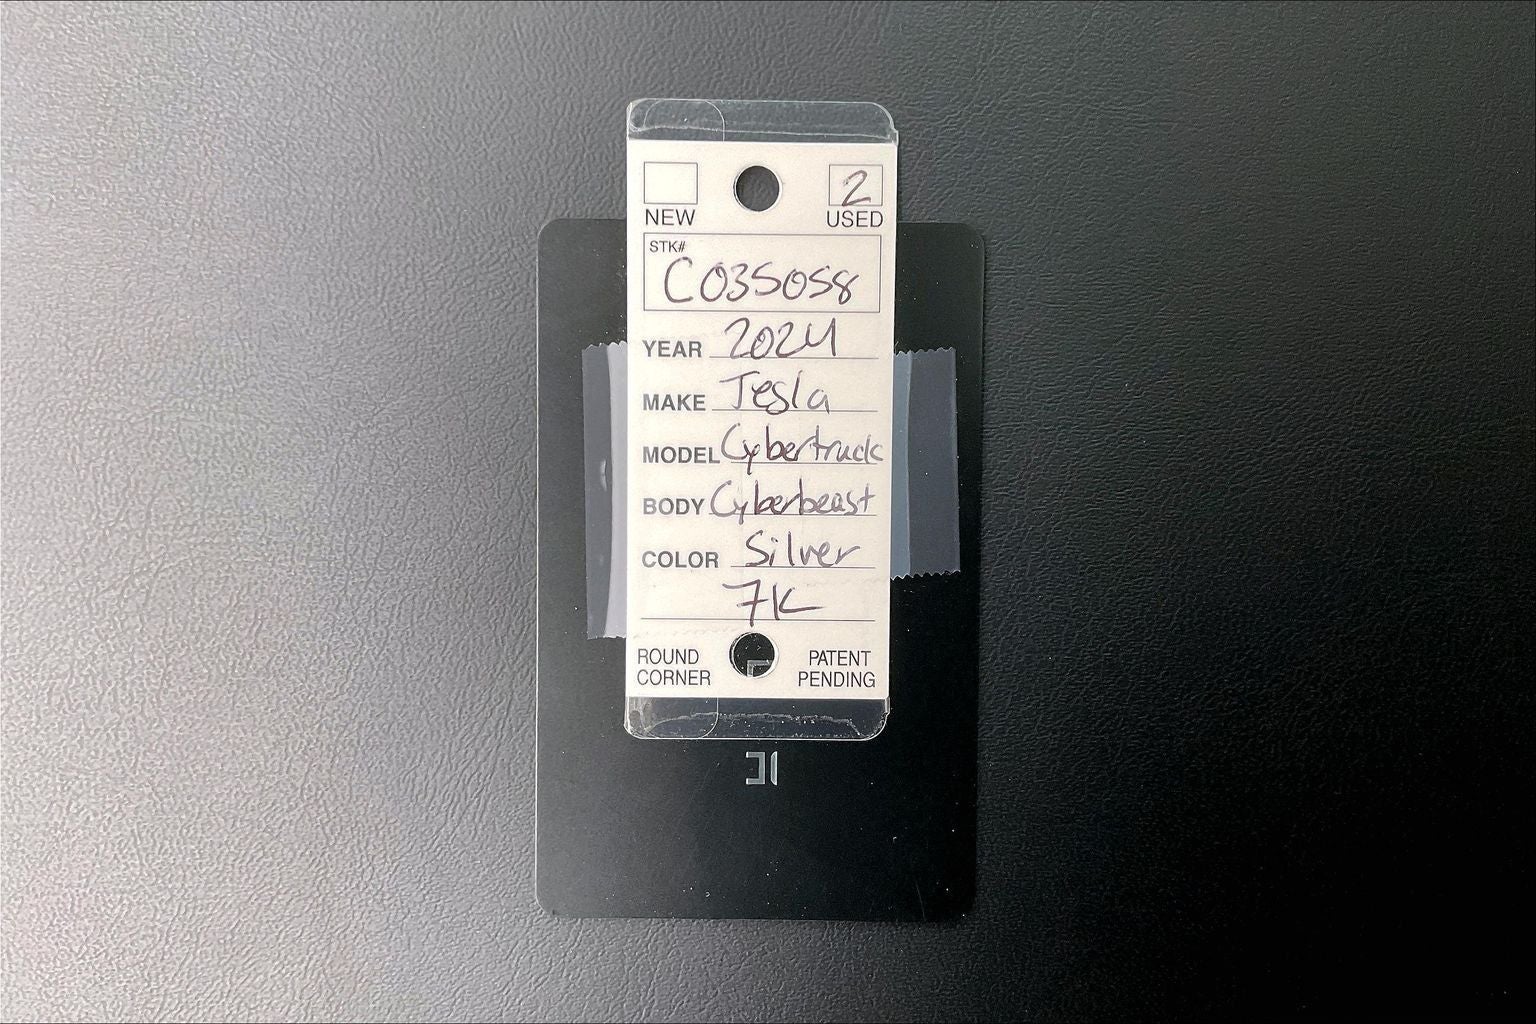 2
NEW USED
STK#
C035058
YEAR 2024
MAKE Tesla
MODEL Cybertruck
BODY Cyberbeast
COLOR Silver
7K
ROUND CORNER
PATENT PENDING